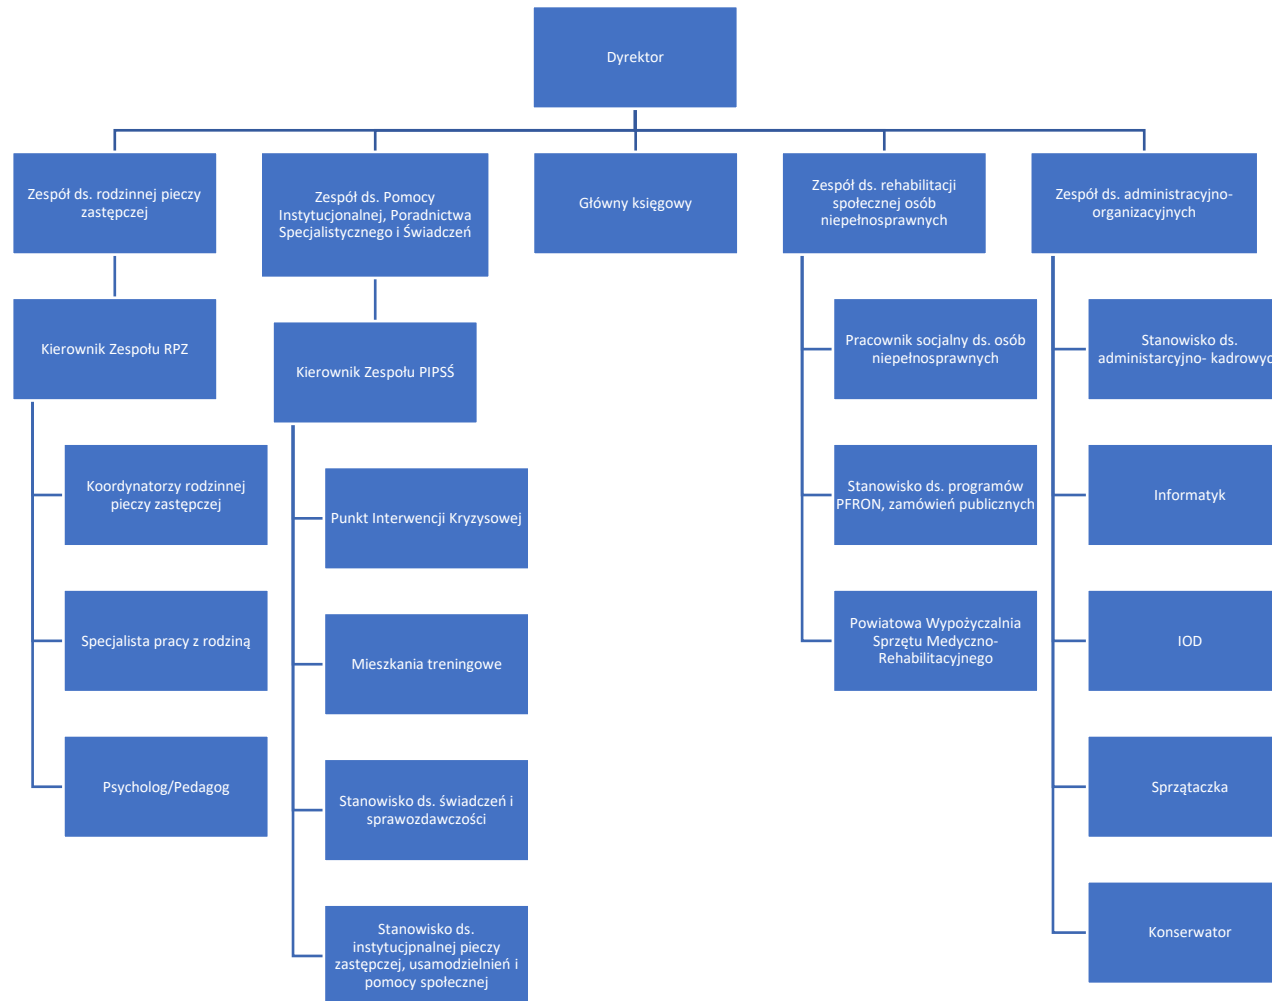 Dyrektor
Zespół ds. rodzinnej pieczy
zastępczej
Zespół ds. Pomocy
Instytucjonalnej, Poradnictwa
Specjalistycznego i Świadczeń
Główny księgowy
Zespół ds. rehabilitacji
społecznej osób
niepełnosprawnych
Zespół ds. administracyjno-
organizacyjnych
Kierownik Zespołu RPZ
Koordynatorzy rodzinnej
pieczy zastępczej
Specjalista pracy z rodziną
Psycholog/Pedagog
Kierownik Zespołu PIPSŚ
Punkt Interwencji Kryzysowej
Mieszkania treningowe
Stanowisko ds. świadczeń i
sprawozdawczości
Stanowisko ds.
instytucjpnalnej pieczy
zastępczej, usamodzielnień i
pomocy społecznej
Pracownik socjalny ds. osób
niepełnosprawnych
Stanowisko ds. programów
PFRON, zamówień publicznych
Powiatowa Wypożyczalnia
Sprzętu Medyczno-
Rehabilitacyjnego
Stanowisko ds.
administarcyjno- kadrowyc
Informatyk
IOD
Sprzątaczka
Konserwator